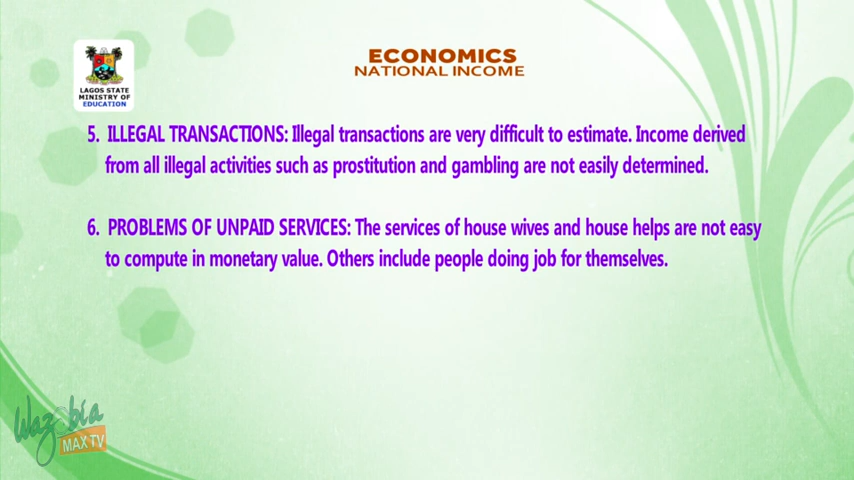 ECONOMICS
NATIONAL INCOME
LAGOS STATE
MINISTRY OF
EDUCATION
5. ILLEGAL TRANSACTIONS: Illegal transactions are very difficult to estimate. Income derived
from all illegal activities such as prostitution and gambling are not easily determined.
6. PROBLEMS OF UNPAID SERVICES: The services of house wives and house helps are not easy
to compute in monetary value. Others include people doing job for themselves.
Wazobia
MAX TV